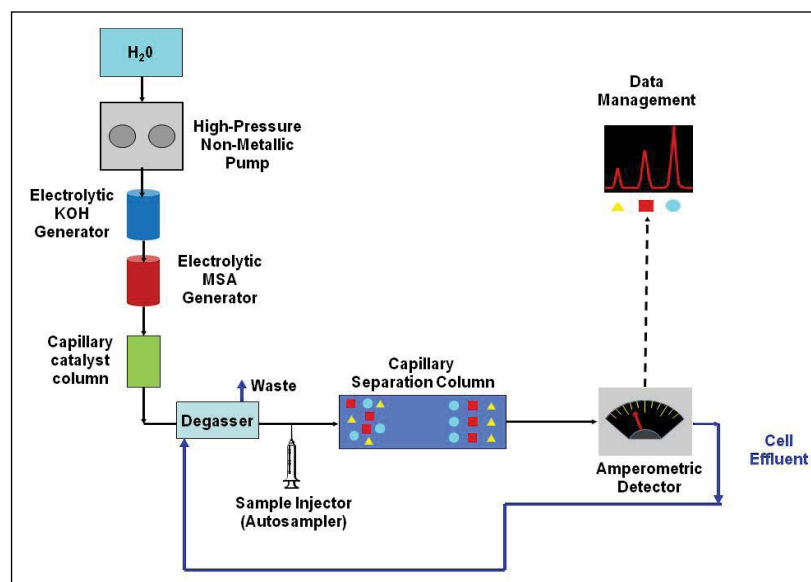 H₂0
High-Pressure
Non-Metallic
Pump
Electrolytic
KOH
Generator
Electrolytic
MSA
Generator
Capillary
catalyst
column
Degasser
Waste
Sample Injector
(Autosampler)
Capillary
Separation Column
Data
Management
Amperometric
Detector
Cell
Effluent